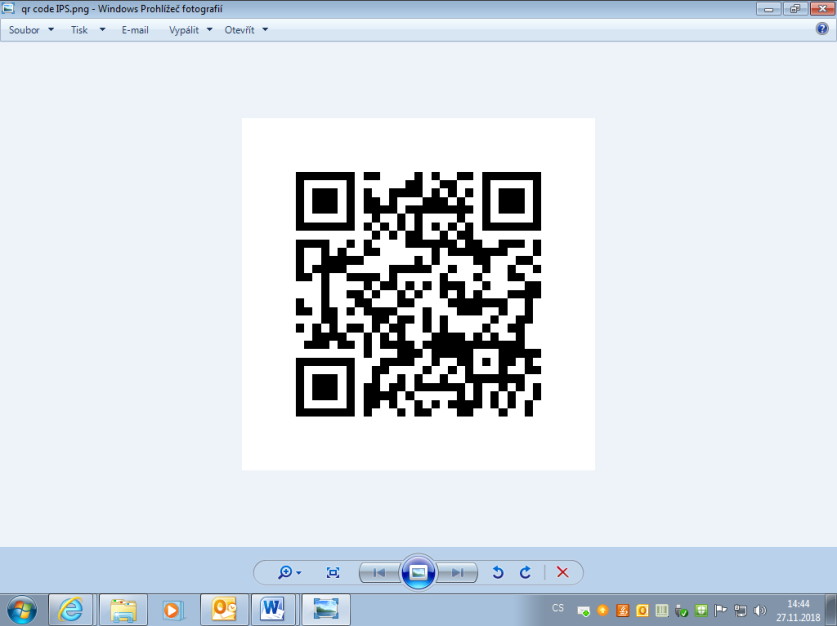 qr code IPS.png - Windows Prohlížeč fotografií
Soubor Tisk E-mail Vypálit Otevřít
CS
14:44
27.11.2018